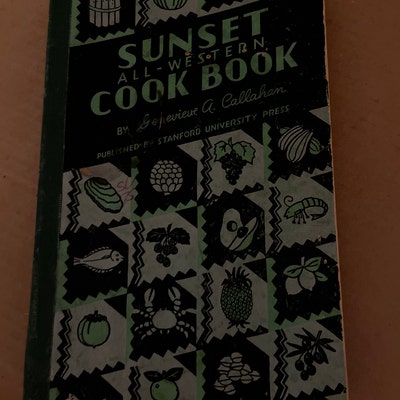 SUNSET
ALL-WESTERN
COOK BOOK
BY Genevieve A. Callahan
PUBLISHED BY STANFORD UNIVERSITY PRESS